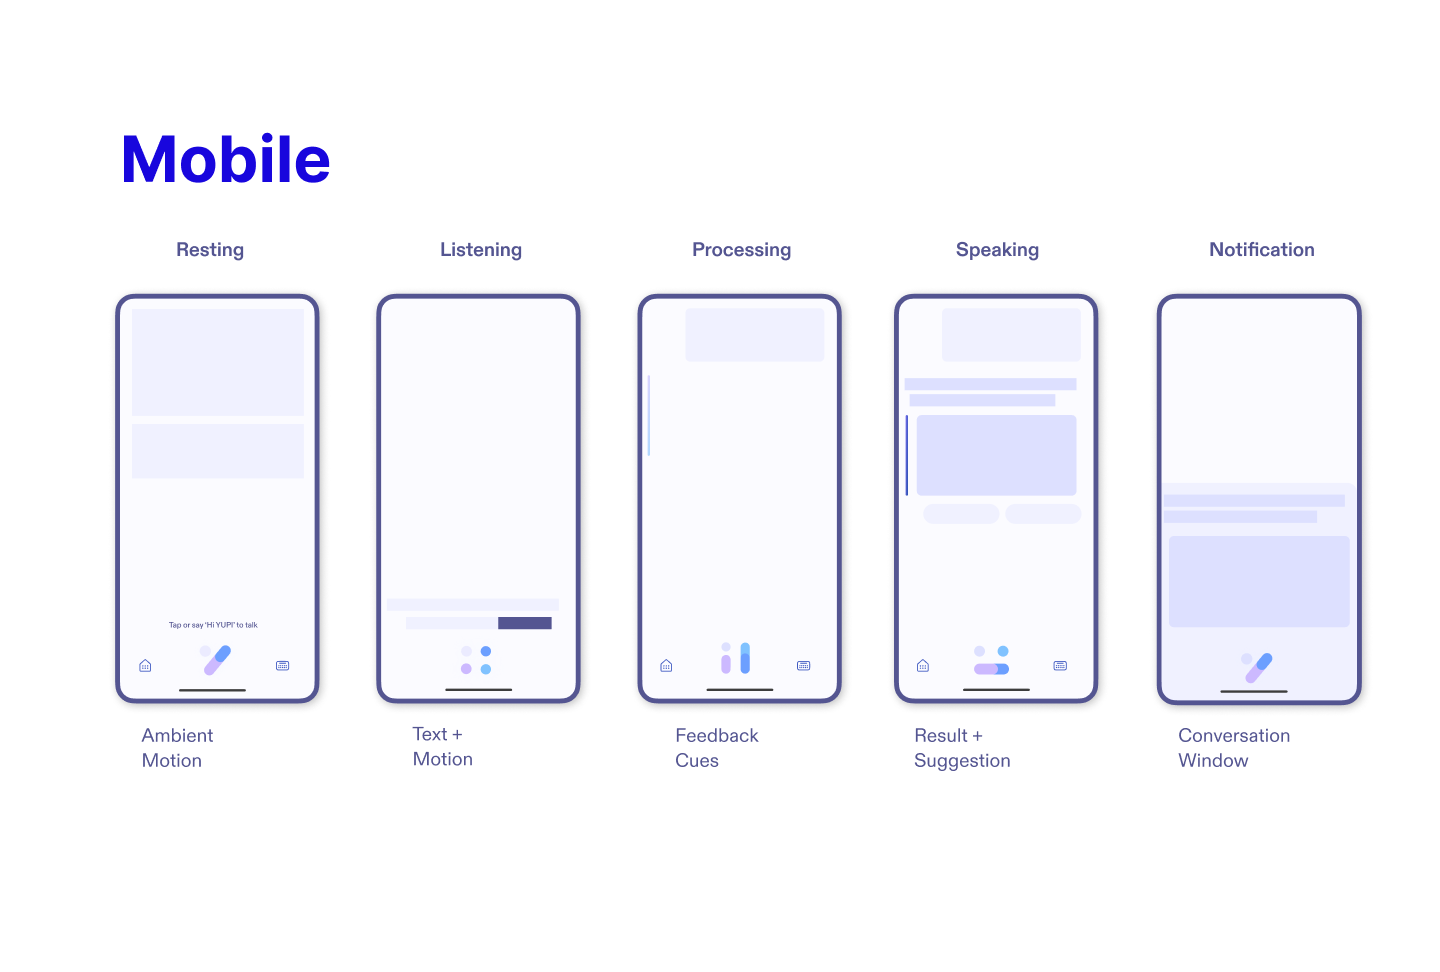 Mobile
Resting
Listening
Processing
Speaking
Notification
Tap or say 'Hi YUPI' to talk
Ambient
Motion
Text +
Motion
Feedback
Cues
Result +
Suggestion
Conversation
Window